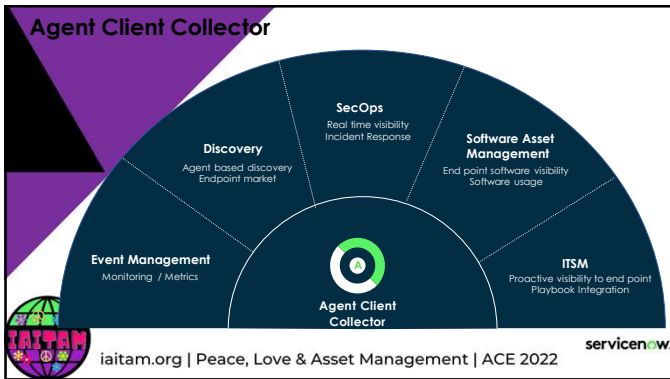 Agent Client Collector
SecOps
Real time visibility
Incident Response
Discovery
Agent based discovery
Endpoint market
Software Asset
Management
End point software visibility
Software usage
Event Management
Monitoring / Metrics
ITSM
Proactive visibility to end point
Playbook Integration
A
Agent Client
Collector
IAITAM
iaitam.org | Peace, Love & Asset Management | ACE 2022
servicenow.